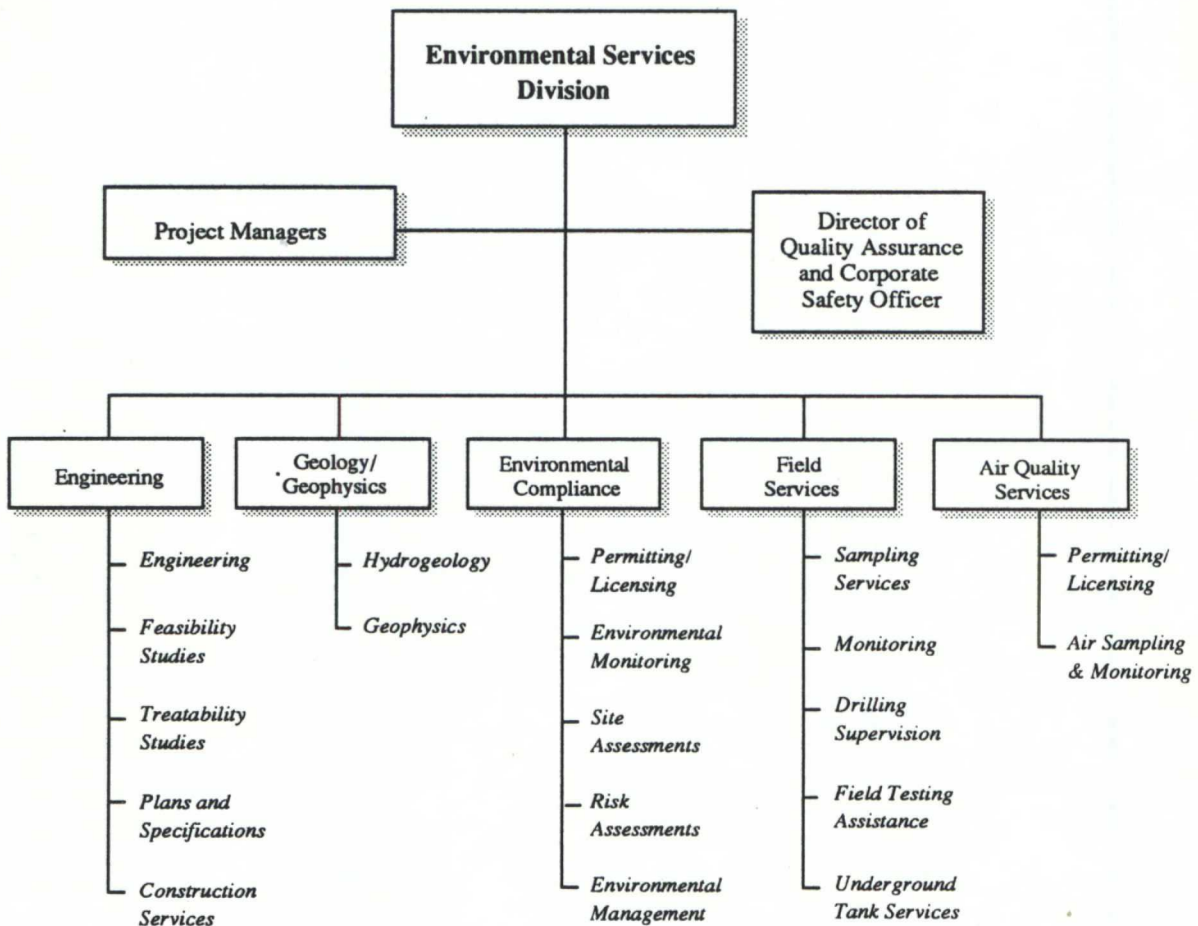 Environmental Services
Division
Project Managers
Director of
Quality Assurance
and Corporate
Safety Officer
Engineering
Geology/
Geophysics
Environmental
Compliance
Field
Services
Air Quality
Services
Engineering
Feasibility
Studies
Treatability
Studies
Plans and
Specifications
Construction
Services
Hydrogeology
Geophysics
Permitting/
Licensing
Environmental
Monitoring
Site
Assessments
Risk
Assessments
Environmental
Management
Sampling
Services
Monitoring
Drilling
Supervision
Field Testing
Assistance
Underground
Tank Services
Permitting/
Licensing
Air Sampling
& Monitoring